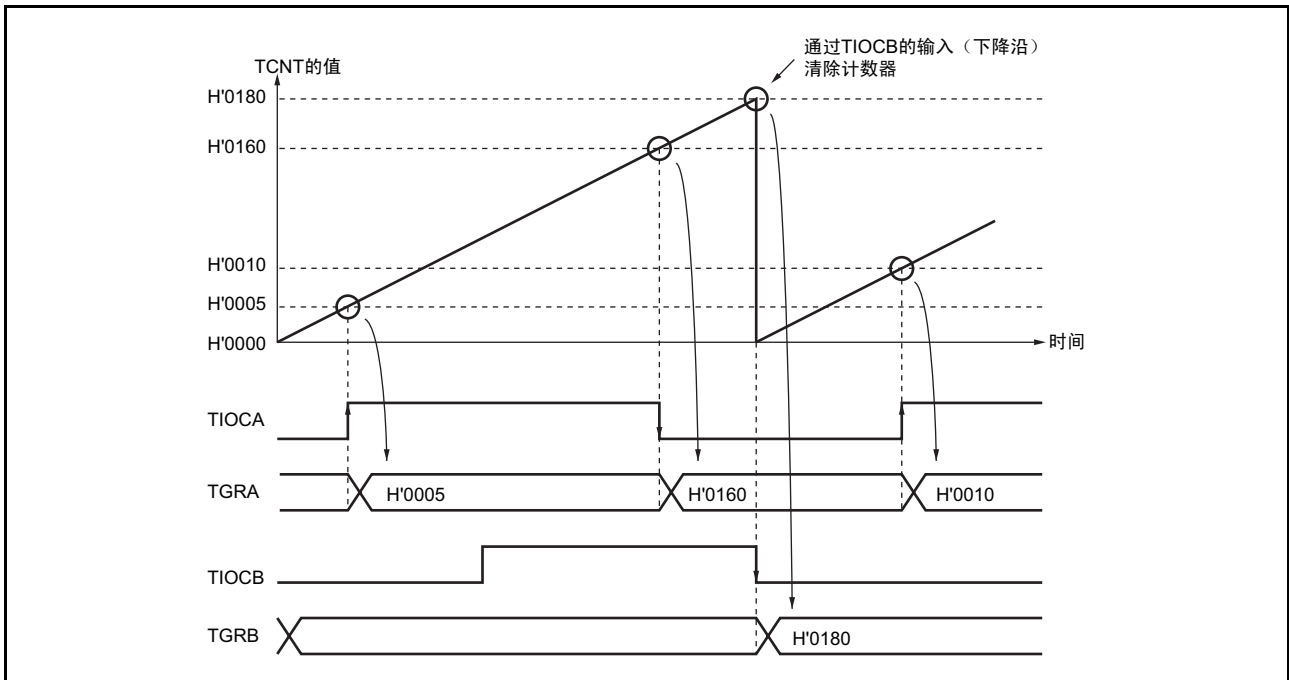 通过TIOCB的输入（下降沿）
清除计数器
TCNT的值
H'0180
H'0160
H'0010
H'0005
H'0000
时间
TIOCA
TGRA
H'0005
H'0160
H'0010
TIOCB
TGRB
H'0180